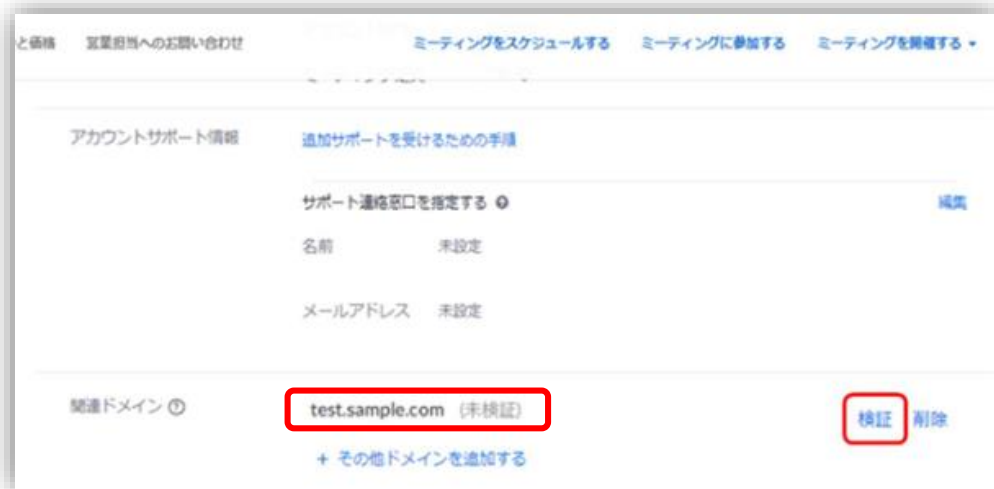 と価格 営業担当へのお問い合わせ ミーティングをスケジュールする ミーティングに参加する ミーティングを開催する
アカウントサポート情報 追加サポートを受けるための手順
サポート連絡窓口を指定する
編集
名前 未設定
メールアドレス 未設定
関連ドメイン test.sample.com (未検証) 検証 削除
+ その他ドメインを追加する